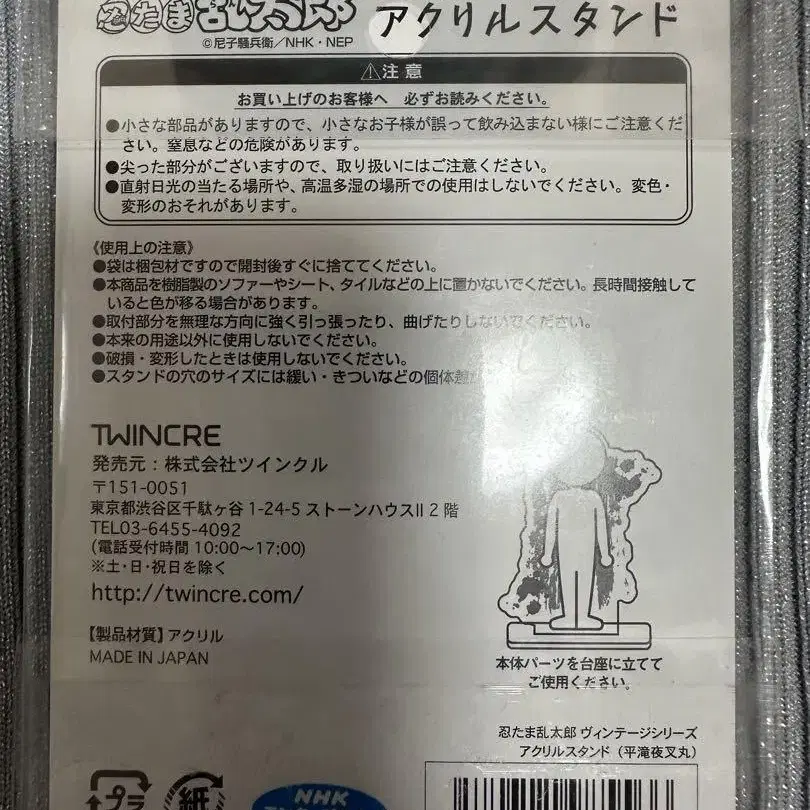 忍たま乱太郎 アクリルスタンド
©尼子騒兵衛/NHK・NEP
⚠注意
お買い上げのお客様へ 必ずお読みください。
●小さな部品がありますので、小さなお子様が誤って飲み込まない様にご注意くだ
さい。窒息などの危険があります。
●尖った部分がございますので、取り扱いにはご注意ください。
●直射日光の当たる場所や、高温多湿の場所での使用はしないでください。変色・
変形のおそれがあります。
《使用上の注意》
●袋は梱包材ですので開封後すぐに捨ててください。
●本商品を樹脂製のソファーやシート、タイルなどの上に置かないでください。長時間接触して
いると色が移る場合があります。
●取付部分を無理な方向に強く引っ張ったり、曲げたりしないでください。
●本来の用途以外に使用しないでください。
●破損・変形したときは使用しないでください。
●スタンドの穴のサイズには緩い・きついなどの個体差が
TWINCRE
発売元:株式会社ツインクル
〒151-0051
東京都渋谷区千駄ヶ谷 1-24-5 ストーンハウスII 2 階
TEL03-6455-4092
(電話受付時間 10:00〜17:00)
※土・日・祝日を除く
http://twincre.com/
【製品材質】アクリル
MADE IN JAPAN
本体パーツを台座に立てて
ご使用ください。
忍たま乱太郎 ヴィンテージシリーズ
アクリルスタンド(平滝夜叉丸)
プラ
紙
NHK